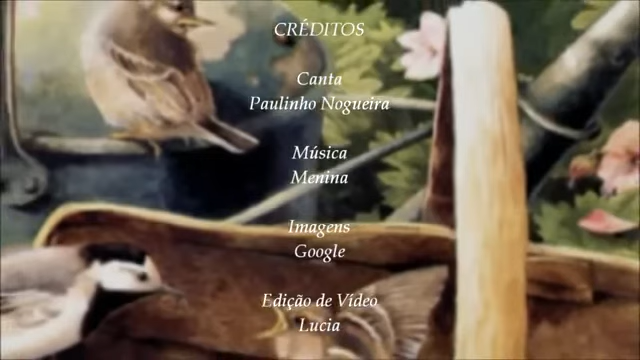 CRÉDITOS
Canta
Paulinho Nogueira
Música
Menina
Imagens
Google
Edição de Vídeo
Lucia